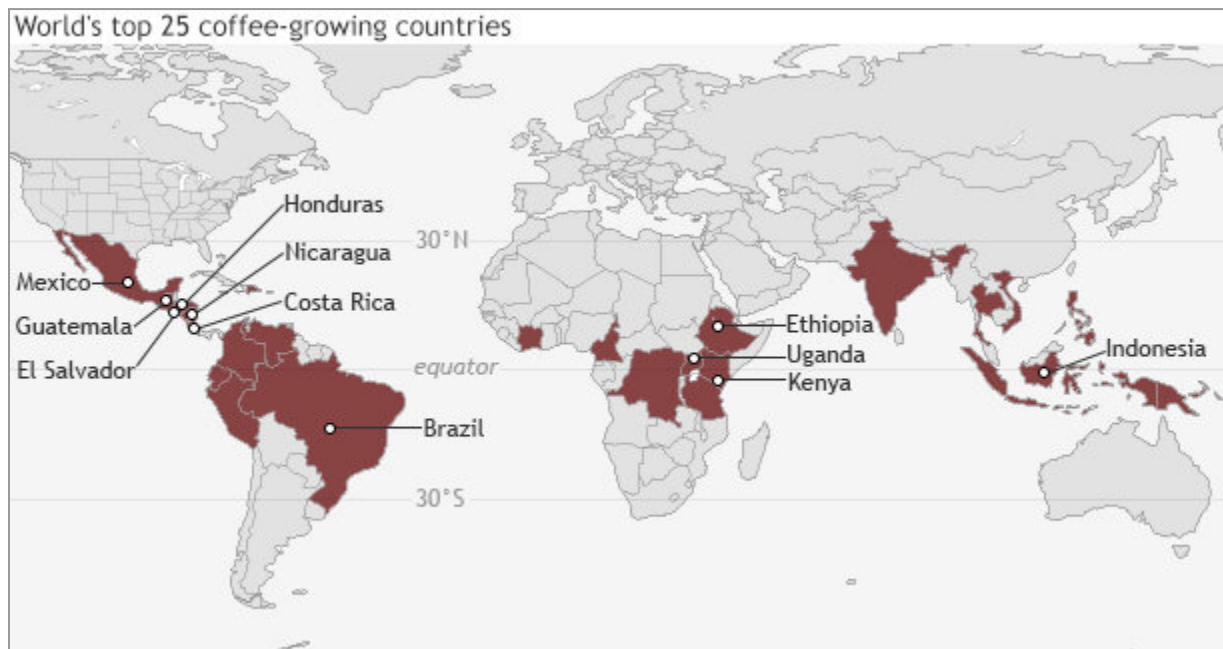 World's top 25 coffee-growing countries
Honduras
30°N
Nicaragua
Mexico
Costa Rica
Guatemala
Ethiopia
Uganda
Indonesia
El Salvador
equator
Kenya
Brazil
30°S